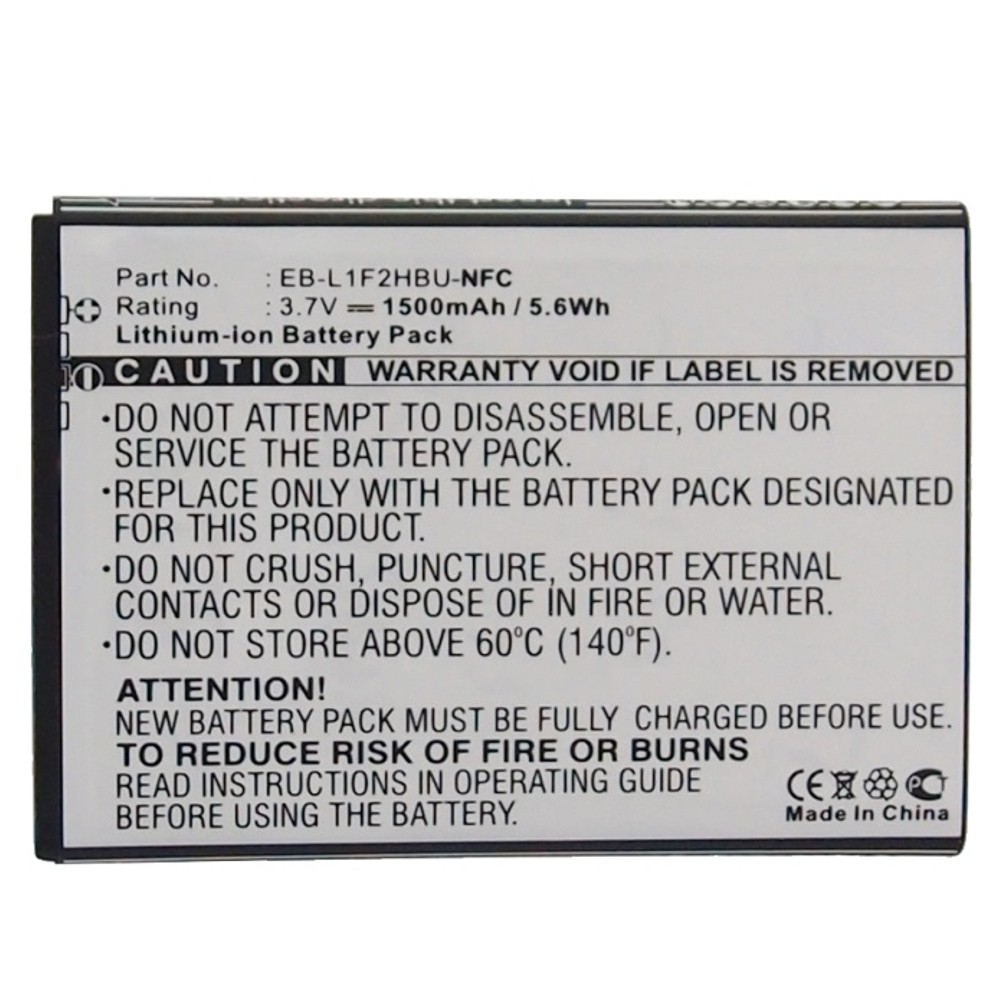 Part No. : EB-L1F2HBU-NFC
Rating : 3.7V ⎓ 1500mAh / 5.6Wh
Lithium-ion Battery Pack
CAUTION WARRANTY VOID IF LABEL IS REMOVED
·DO NOT ATTEMPT TO DISASSEMBLE, OPEN OR
SERVICE THE BATTERY PACK.
·REPLACE ONLY WITH THE BATTERY PACK DESIGNATED
FOR THIS PRODUCT.
·DO NOT CRUSH, PUNCTURE, SHORT EXTERNAL
CONTACTS OR DISPOSE OF IN FIRE OR WATER.
·DO NOT STORE ABOVE 60°C (140°F).
ATTENTION!
NEW BATTERY PACK MUST BE FULLY CHARGED BEFORE USE.
TO REDUCE RISK OF FIRE OR BURNS
READ INSTRUCTIONS IN OPERATING GUIDE
BEFORE USING THE BATTERY.
CE
Made In China